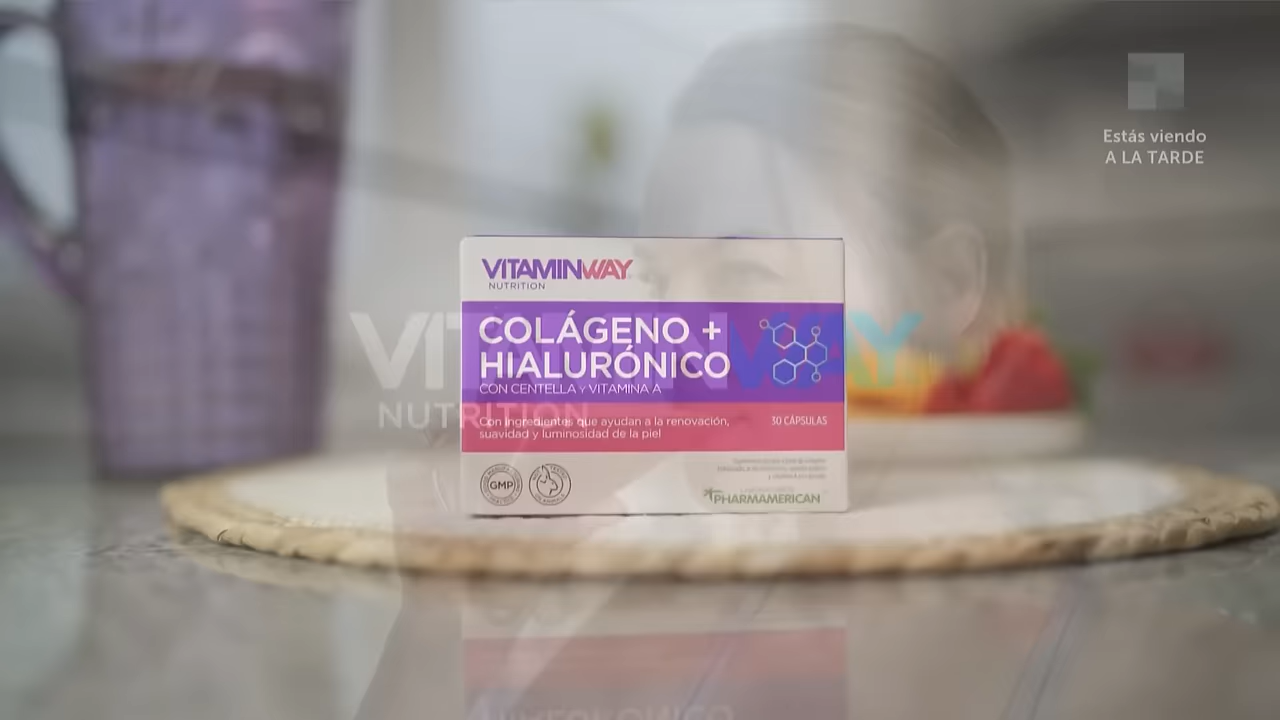 Estás viendo
A LA TARDE
VITAMINWAY
NUTRITION
COLÁGENO +
HIALURÓNICO
CON CENTELLA Y VITAMINA A
Con ingredientes que ayudan a la renovación,
suavidad y luminosidad de la piel
30 CÁPSULAS
GMP
PHARMAMERICAN
VITAMINWAY
NUTRITION